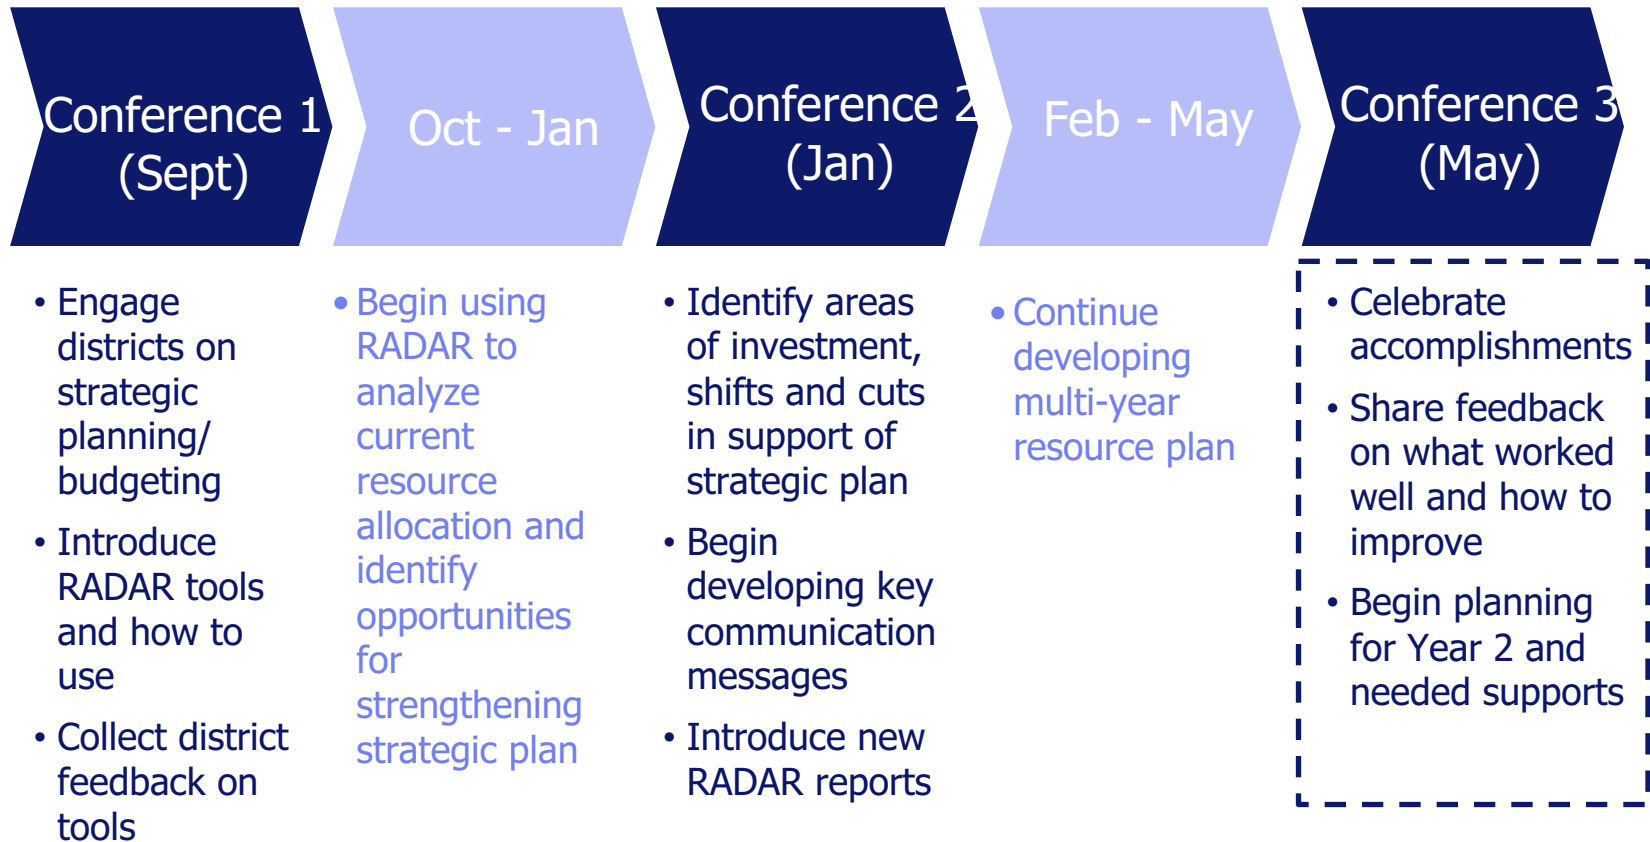 Conference 1
(Sept)
Oct - Jan
Conference 2
(Jan)
Feb - May
Conference 3
(May)
• Engage
districts on
strategic
planning/
budgeting
• Introduce
RADAR tools
and how to
use
• Collect district
feedback on
tools
• Begin using
RADAR to
analyze
current
resource
allocation and
identify
opportunities
for
strengthening
strategic plan
• Identify areas
of investment,
shifts and cuts
in support of
strategic plan
• Begin
developing key
communication
messages
• Introduce new
RADAR reports
• Continue
developing
multi-year
resource plan
• Celebrate
accomplishments
• Share feedback
on what worked
well and how to
improve
• Begin planning
for Year 2 and
needed supports